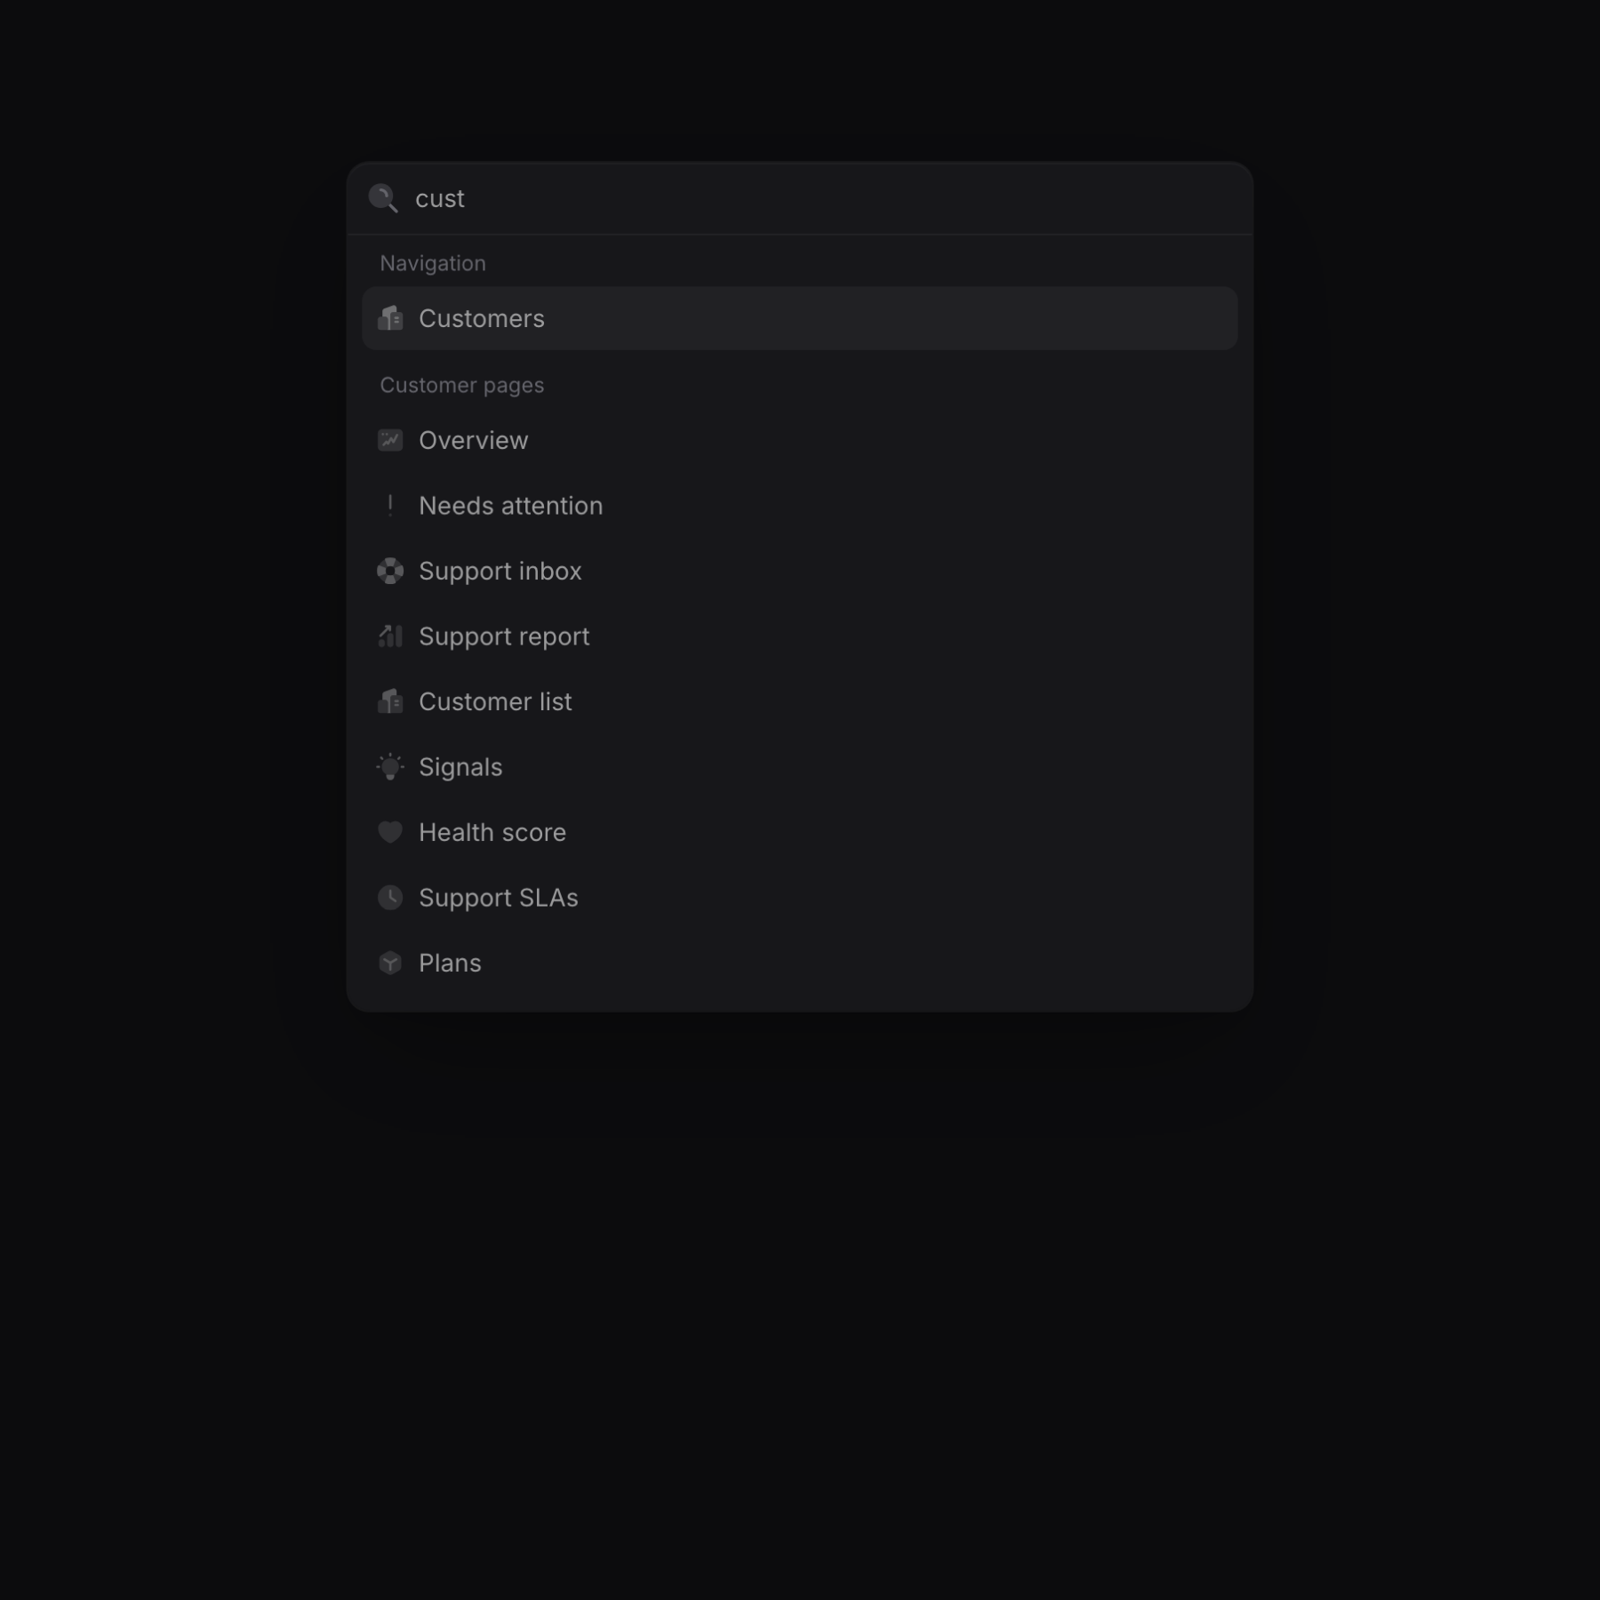 cust
Navigation
Customers
Customer pages
Overview
Needs attention
Support inbox
Support report
Customer list
Signals
Health score
Support SLAs
Plans